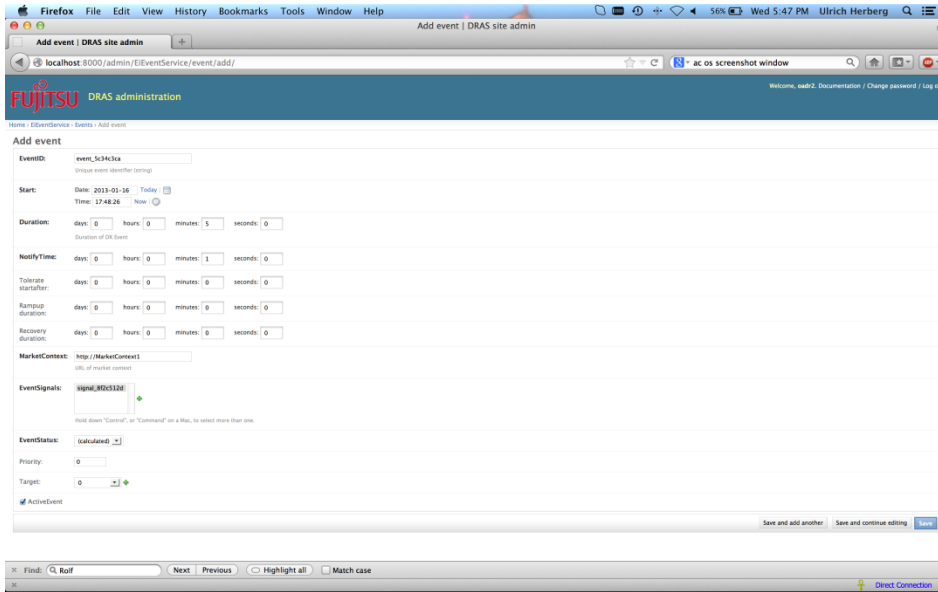 Firefox File Edit View History Bookmarks Tools Window Help 56% Wed 5:47 PM Ulrich Herberg
Add event | DRAS site admin
Add event | DRAS site admin
localhost:8000/admin/EiEventService/event/add/ ac os screenshot window
FUJITSU DRAS administration
Welcome, oadr2. Documentation / Change password / Log o
Home › EiEventService › Events › Add event
Add event
EventID: event_5c34c3ca
Unique event identifier (string)
Start: Date: 2013-01-16 Today
Time: 17:48:26 Now
Duration: days: 0 hours: 0 minutes: 5 seconds: 0
Duration of DR Event
NotifyTime: days: 0 hours: 0 minutes: 1 seconds: 0
Tolerate startafter: days: 0 hours: 0 minutes: 0 seconds: 0
Rampup duration: days: 0 hours: 0 minutes: 0 seconds: 0
Recovery duration: days: 0 hours: 0 minutes: 0 seconds: 0
MarketContext: http://MarketContext1
URL of market context
EventSignals: signal_8f2c512d
Hold down "Control", or "Command" on a Mac, to select more than one.
EventStatus: (calculated)
Priority: 0
Target: 0
ActiveEvent
Save and add another Save and continue editing Save
Find: Rolf Next Previous Highlight all Match case
Direct Connection